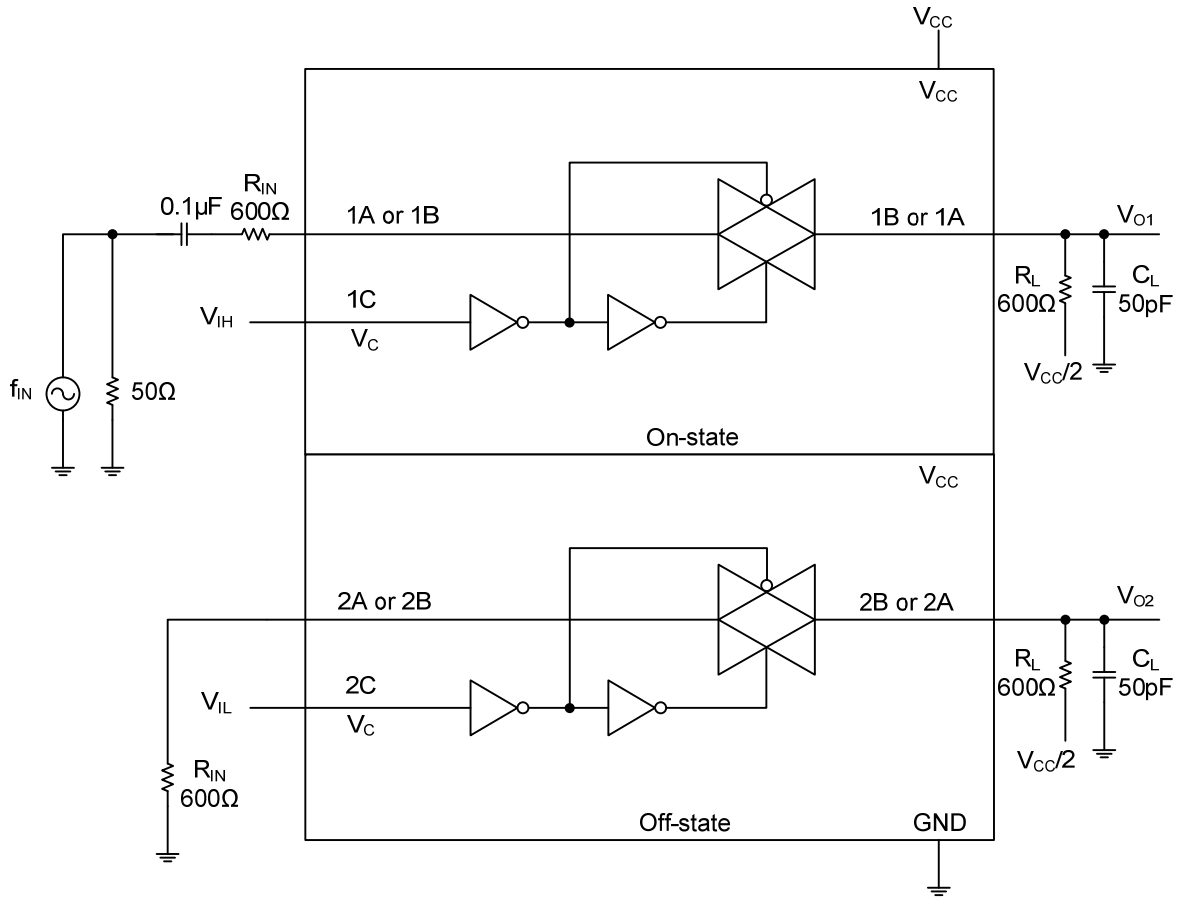 VCC
VCC
0.1μF
RIN
600Ω
1A or 1B
1B or 1A
VO1
VIH
1C
VC
RL
600Ω
CL
50pF
VCC/2
fIN
50Ω
On-state
VCC
2A or 2B
2B or 2A
VO2
VIL
2C
VC
RL
600Ω
CL
50pF
VCC/2
RIN
600Ω
Off-state
GND